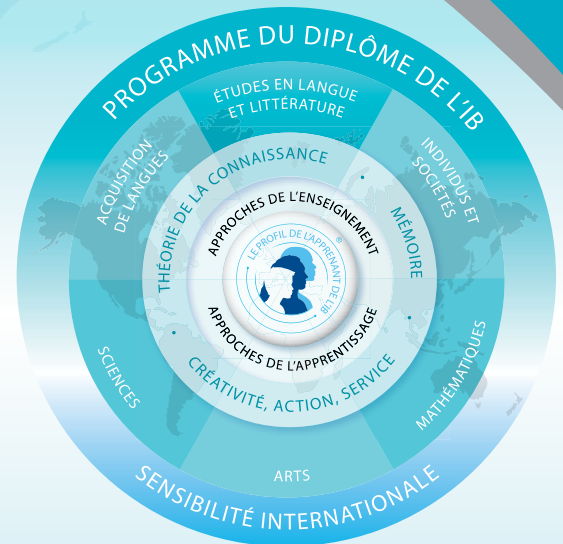 PROGRAMME DU DIPLÔME DE L'IB
ÉTUDES EN LANGUE
ET LITTÉRATURE
ACQUISITION
DE LANGUES
INDIVIDUS ET
SOCIÉTÉS
THÉORIE DE LA CONNAISSANCE
MÉMOIRE
APPROCHES DE L'ENSEIGNEMENT
LE PROFIL DE L'APPRENANT DE L'IB
®
APPROCHES DE L'APPRENTISSAGE
CRÉATIVITÉ, ACTION, SERVICE
SCIENCES
MATHÉMATIQUES
ARTS
SENSIBILITÉ INTERNATIONALE